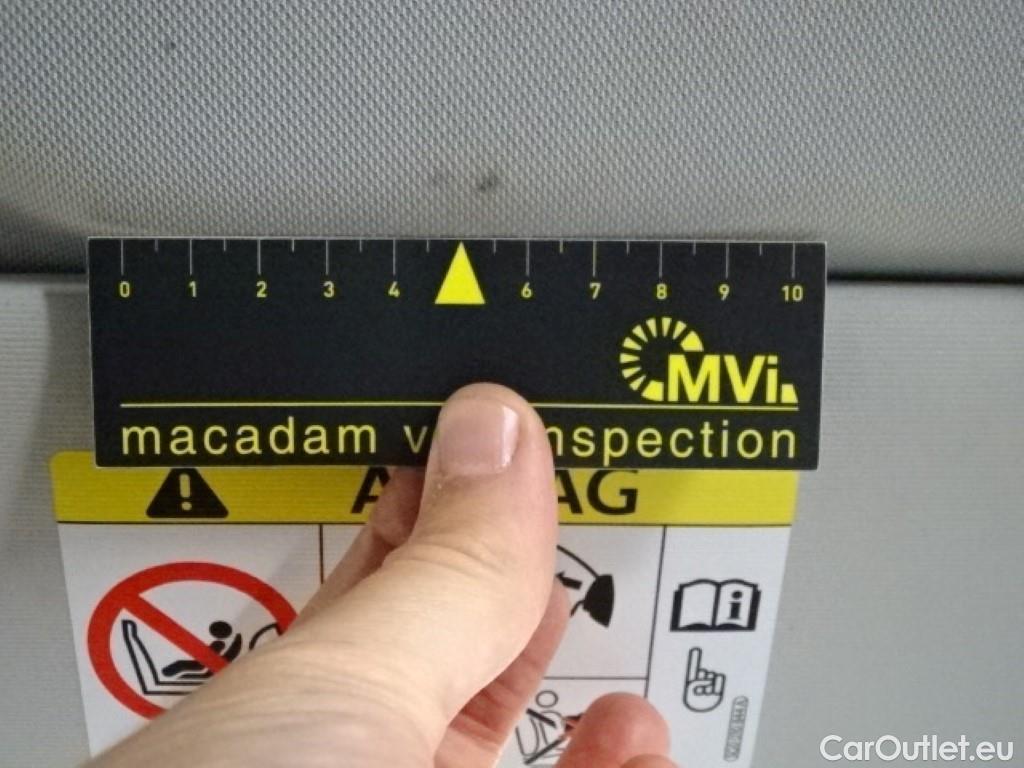 0 1 2 3 4 6 7 8 9 10
MVi
macadam v nspection
A AG
CarOutlet.eu